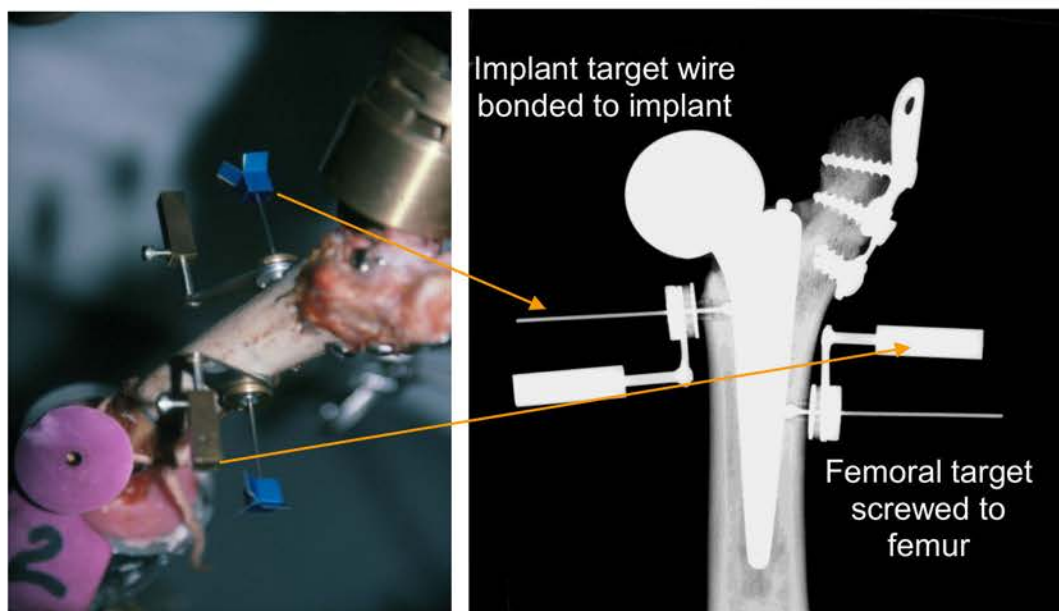 Implant target wire
bonded to implant
Femoral target
screwed to
femur
2